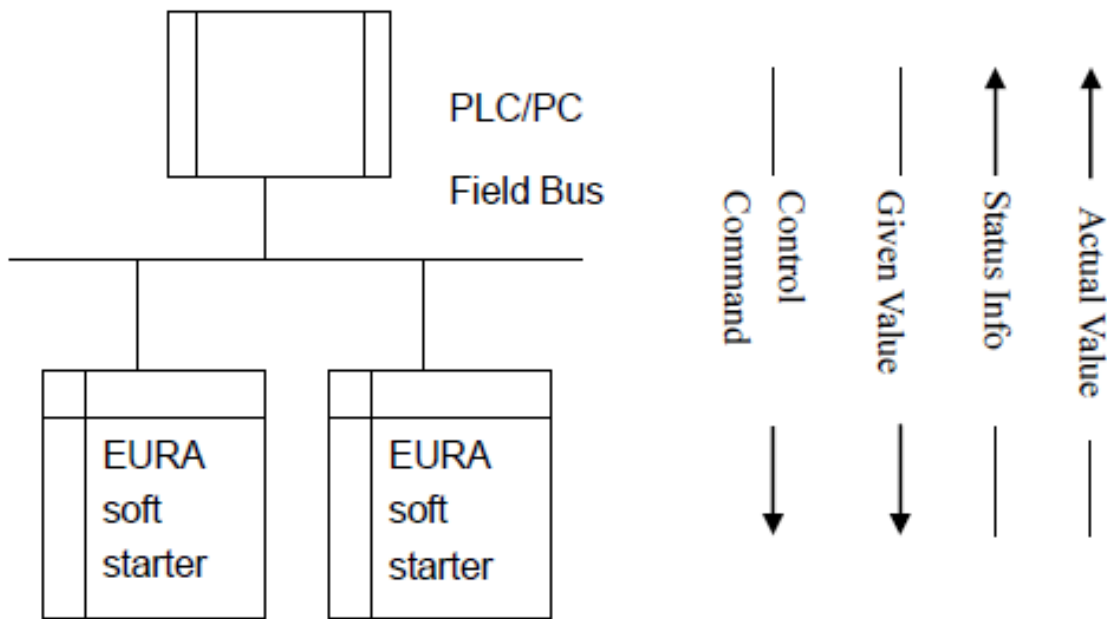 PLC/PC
Field Bus
EURA
soft
starter
EURA
soft
starter
Control
Command
Given Value
Status Info
Actual Value